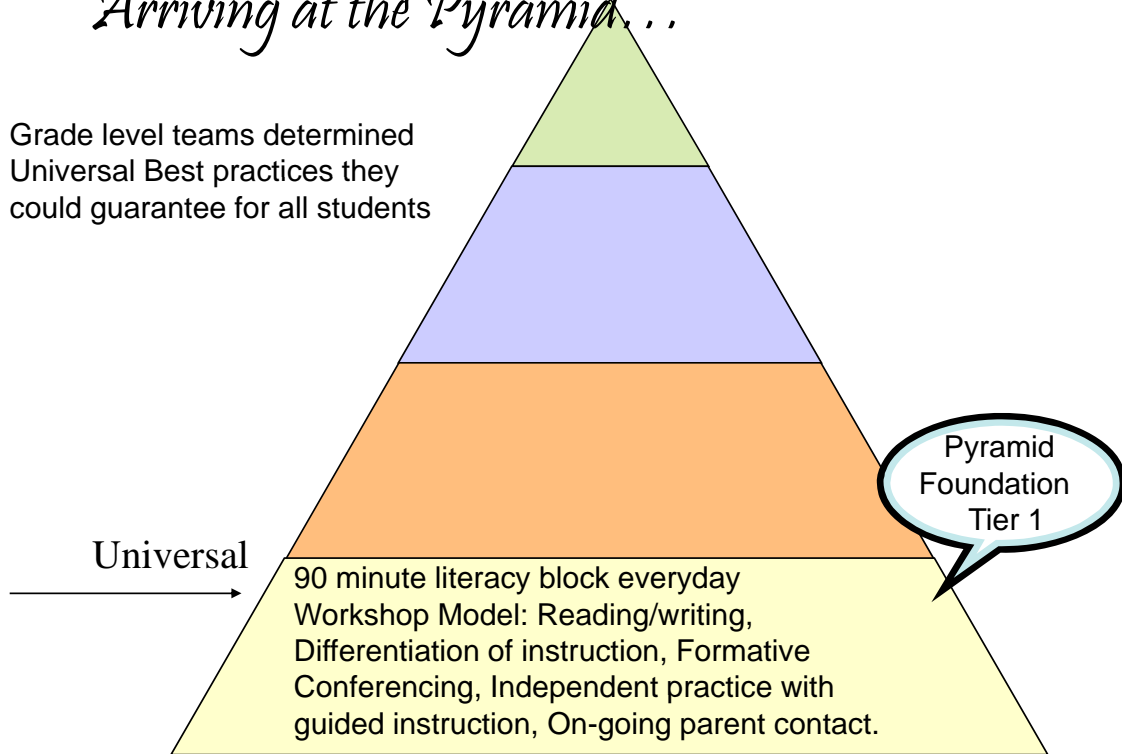 Arriving at the Pyramid...
Grade level teams determined
Universal Best practices they
could guarantee for all students
Pyramid
Foundation
Tier 1
Universal
90 minute literacy block everyday
Workshop Model: Reading/writing,
Differentiation of instruction, Formative
Conferencing, Independent practice with
guided instruction, On-going parent contact.